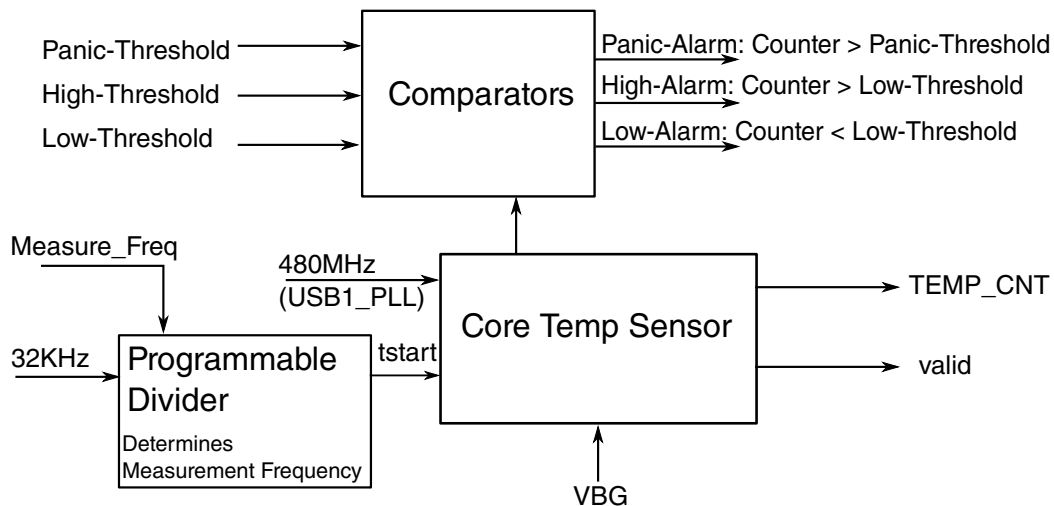 Panic-Threshold
High-Threshold
Low-Threshold
Comparators
Panic-Alarm: Counter > Panic-Threshold
High-Alarm: Counter > Low-Threshold
Low-Alarm: Counter < Low-Threshold
Measure_Freq
32KHz
Programmable
Divider
Determines
Measurement Frequency
tstart
480MHz
(USB1_PLL)
Core Temp Sensor
VBG
TEMP_CNT
valid